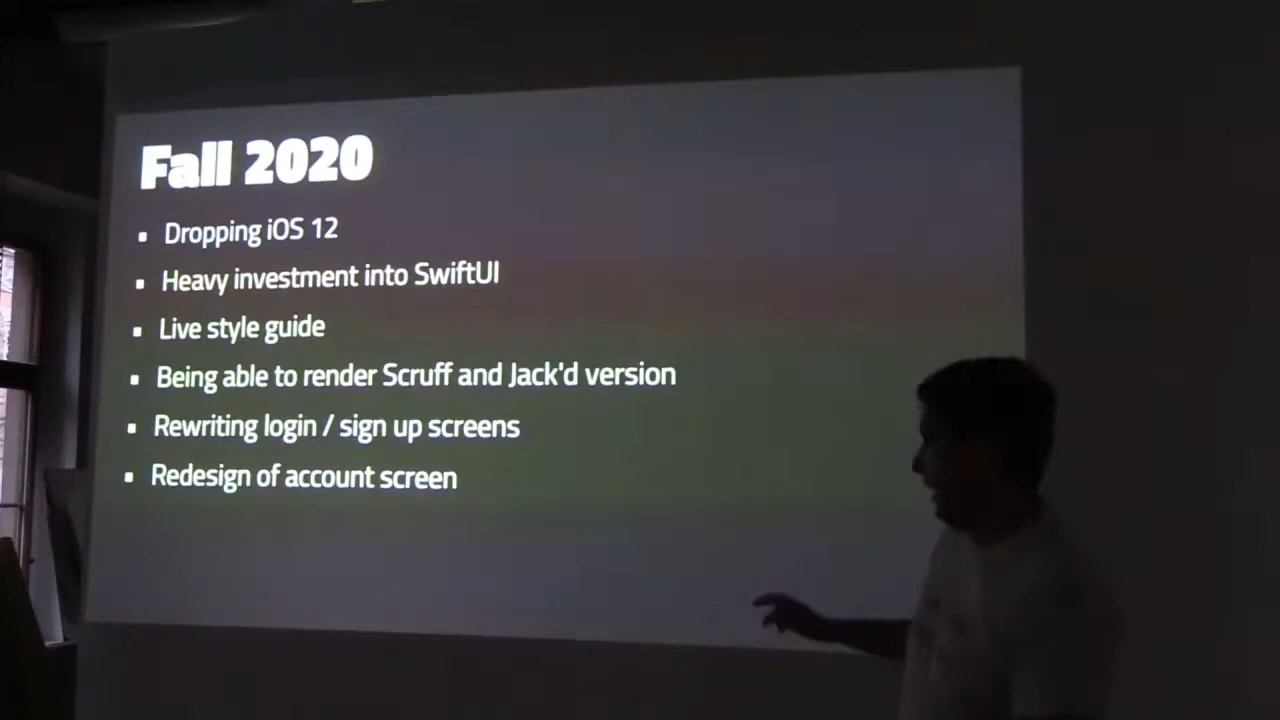 Fall 2020
Dropping iOS 12
Heavy investment into SwiftUI
Live style guide
Being able to render Scruff and Jack'd version
Rewriting login / sign up screens
Redesign of account screen